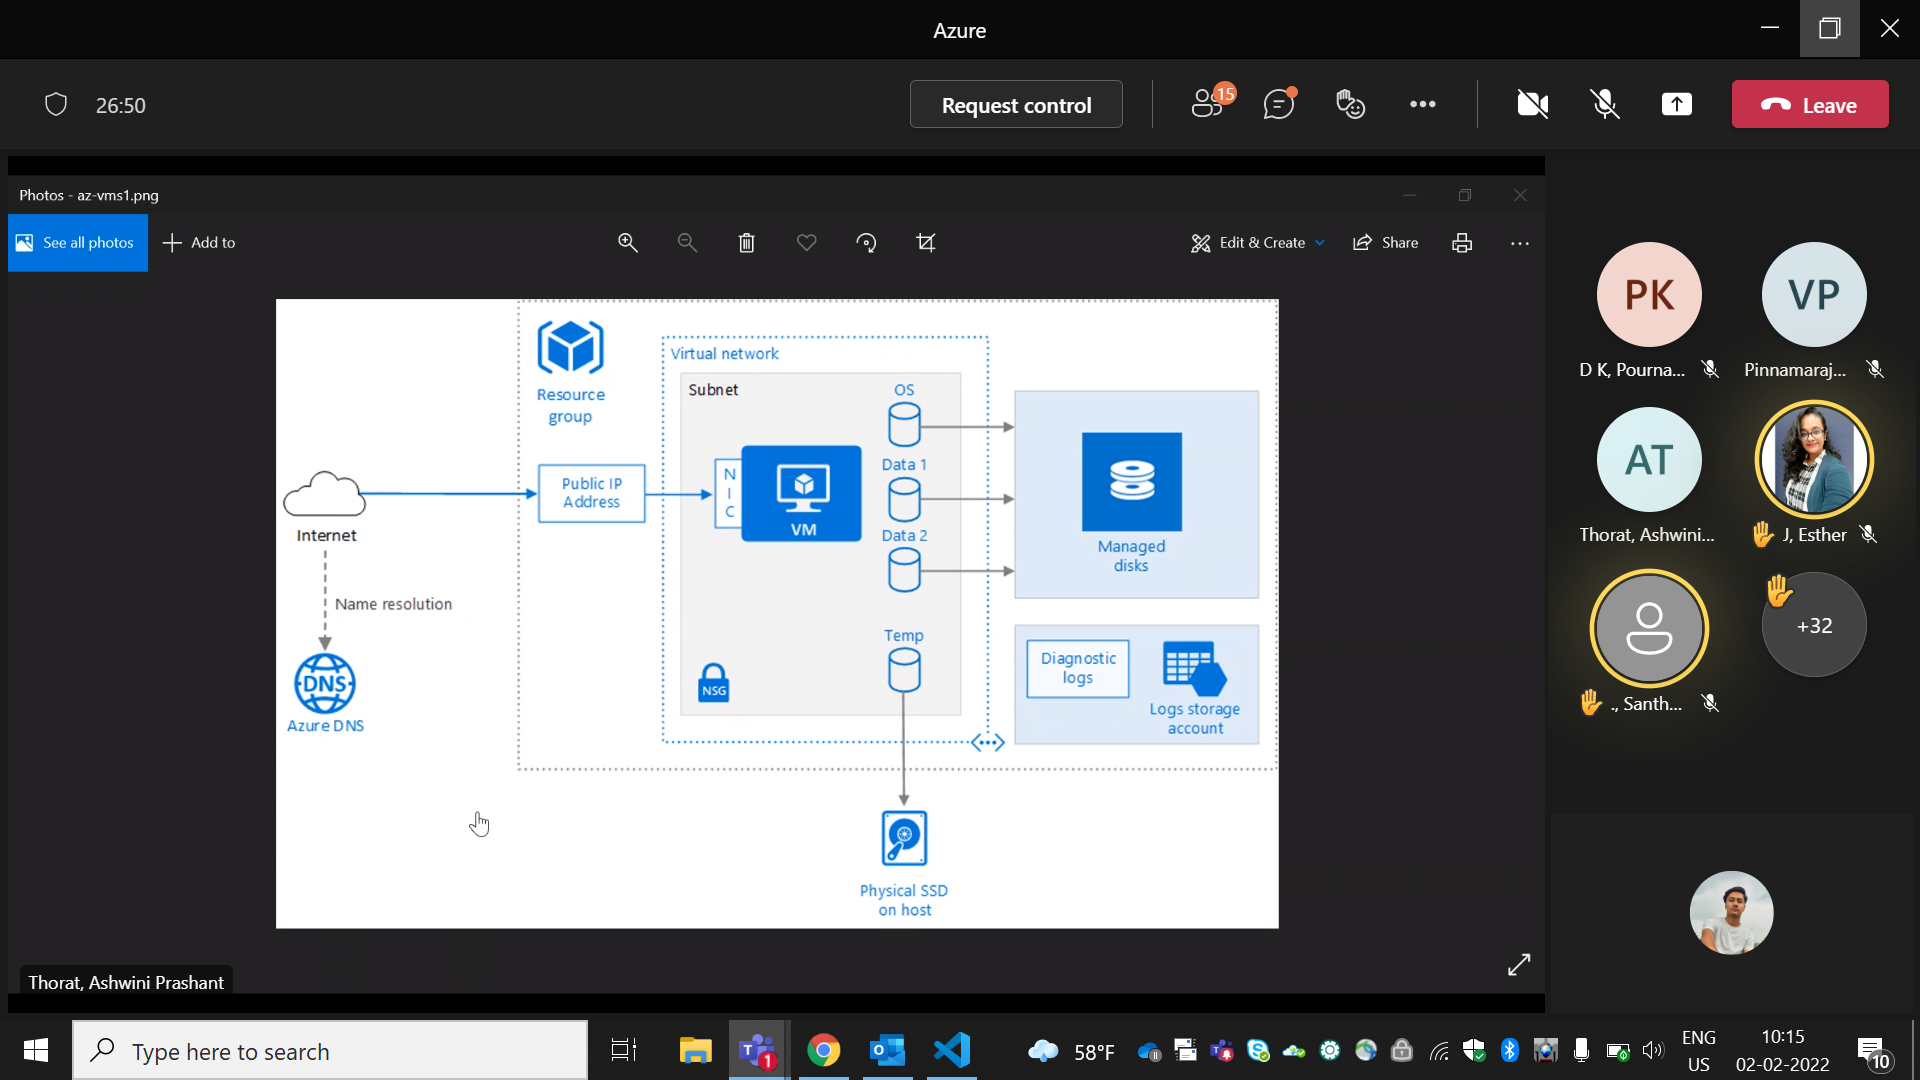 Azure
26:50
Request control
15
Leave
Photos - az-vms1.png
See all photos
Add to
Edit & Create
Share
Resource
group
Virtual network
Subnet
OS
Data 1
Data 2
Temp
Public IP
Address
N
I
C
VM
NSG
Internet
Name resolution
DNS
Azure DNS
Managed
disks
Diagnostic
logs
Logs storage
account
Physical SSD
on host
PK
D K, Pourna...
VP
Pinnamaraj...
AT
Thorat, Ashwini...
J, Esther
., Santh...
+32
Thorat, Ashwini Prashant
Type here to search
1
58°F
ENG
US
10:15
02-02-2022
10